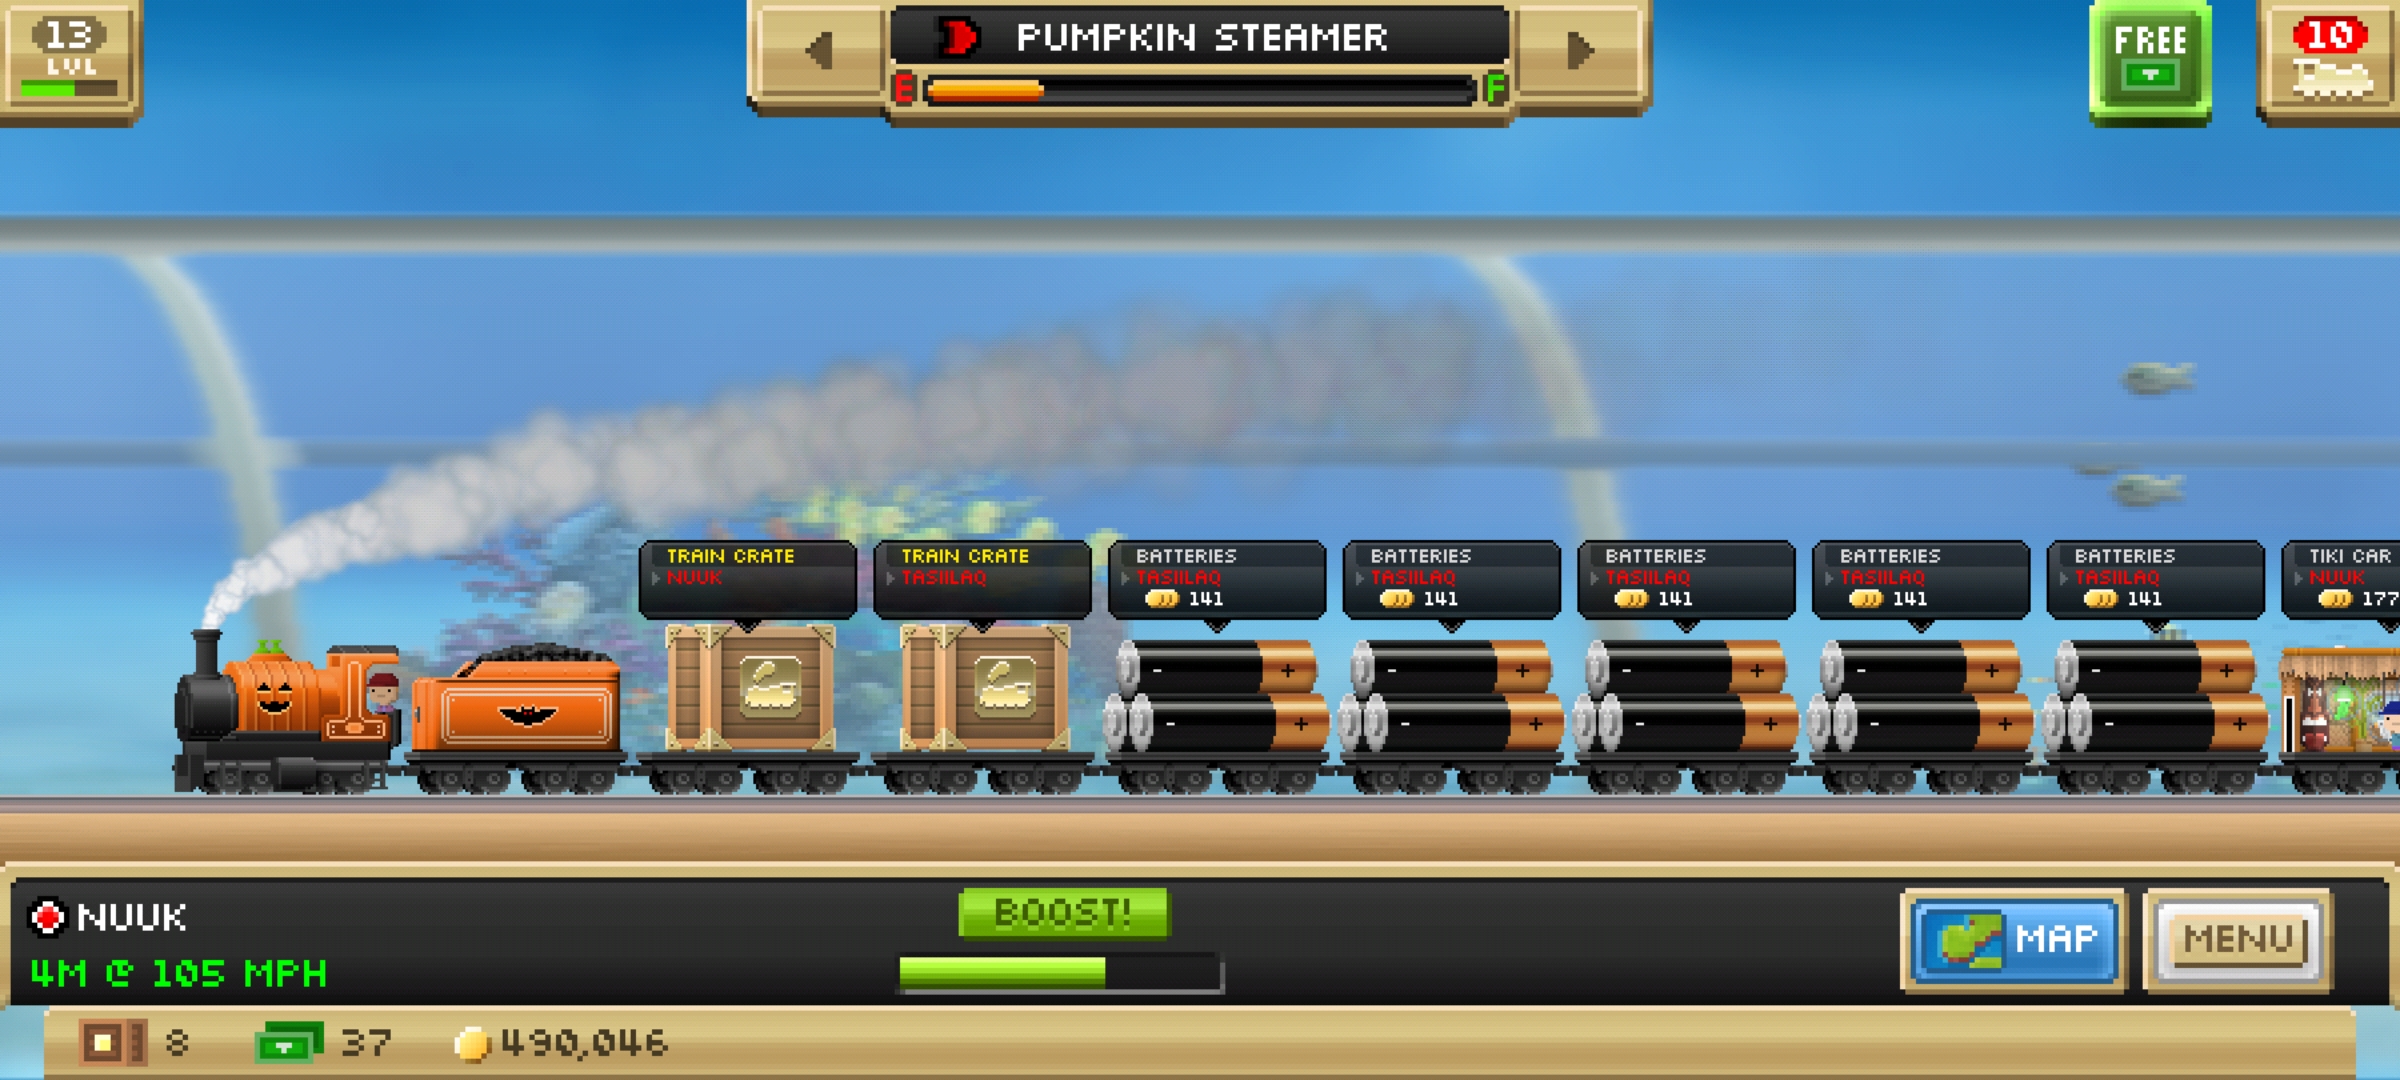 13
LVL
PUMPKIN STEAMER
E F
FREE
10
TRAIN CRATE
NUUK
TRAIN CRATE
TASIILAQ
BATTERIES
TASIILAQ
141
BATTERIES
TASIILAQ
141
BATTERIES
TASIILAQ
141
BATTERIES
TASIILAQ
141
BATTERIES
TASIILAQ
141
TIKI CAR
NUUK
177
- + - + - + - + - +
- + - + - + - + - +
NUUK
4M @ 105 MPH
BOOST!
MAP
MENU
8 37 490,046